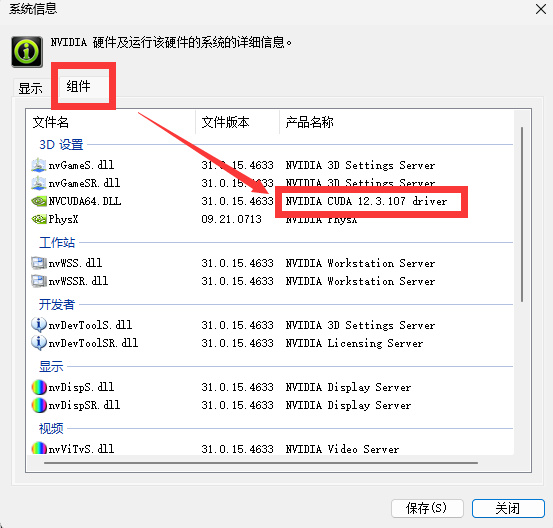 系统信息
NVIDIA 硬件及运行该硬件的系统的详细信息。
显示 组件
文件名 文件版本 产品名称
3D 设置
nvGameS.dll 31.0.15.4633 NVIDIA 3D Settings Server
nvGameSR.dll 31.0.15.4633 NVIDIA 3D Settings Server
NVCUDA64.DLL 31.0.15.4633 NVIDIA CUDA 12.3.107 driver
PhysX 09.21.0713 NVIDIA PhysX
工作站
nvWSS.dll 31.0.15.4633 NVIDIA Workstation Server
nvWSSR.dll 31.0.15.4633 NVIDIA Workstation Server
开发者
nvDevToolS.dll 31.0.15.4633 NVIDIA 3D Settings Server
nvDevToolSR.dll 31.0.15.4633 NVIDIA Licensing Server
显示
nvDispS.dll 31.0.15.4633 NVIDIA Display Server
nvDispSR.dll 31.0.15.4633 NVIDIA Display Server
视频
nvViTvS.dll 31.0.15.4633 NVIDIA Video Server
保存(S) 关闭